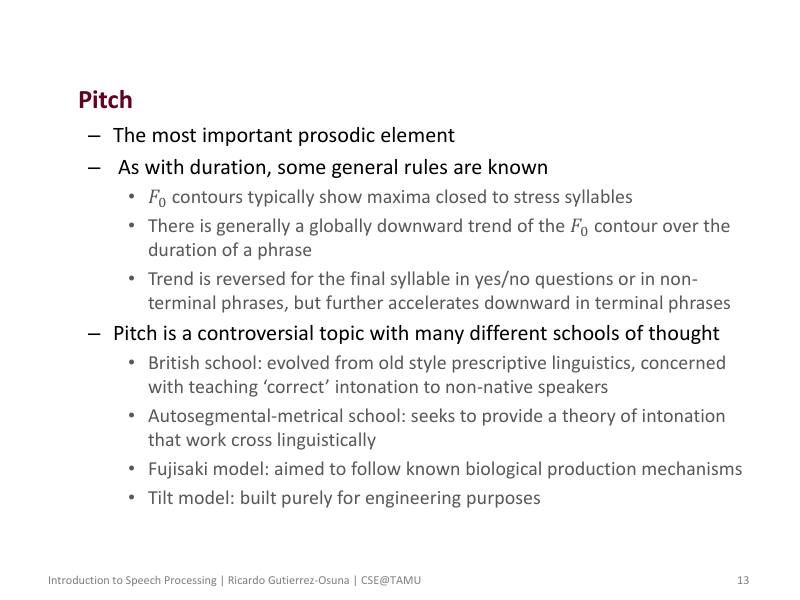 Pitch
– The most important prosodic element
– As with duration, some general rules are known
• F₀ contours typically show maxima closed to stress syllables
• There is generally a globally downward trend of the F₀ contour over the
duration of a phrase
• Trend is reversed for the final syllable in yes/no questions or in non-
terminal phrases, but further accelerates downward in terminal phrases
– Pitch is a controversial topic with many different schools of thought
• British school: evolved from old style prescriptive linguistics, concerned
with teaching ‘correct’ intonation to non-native speakers
• Autosegmental-metrical school: seeks to provide a theory of intonation
that work cross linguistically
• Fujisaki model: aimed to follow known biological production mechanisms
• Tilt model: built purely for engineering purposes
Introduction to Speech Processing | Ricardo Gutierrez-Osuna | CSE@TAMU 13